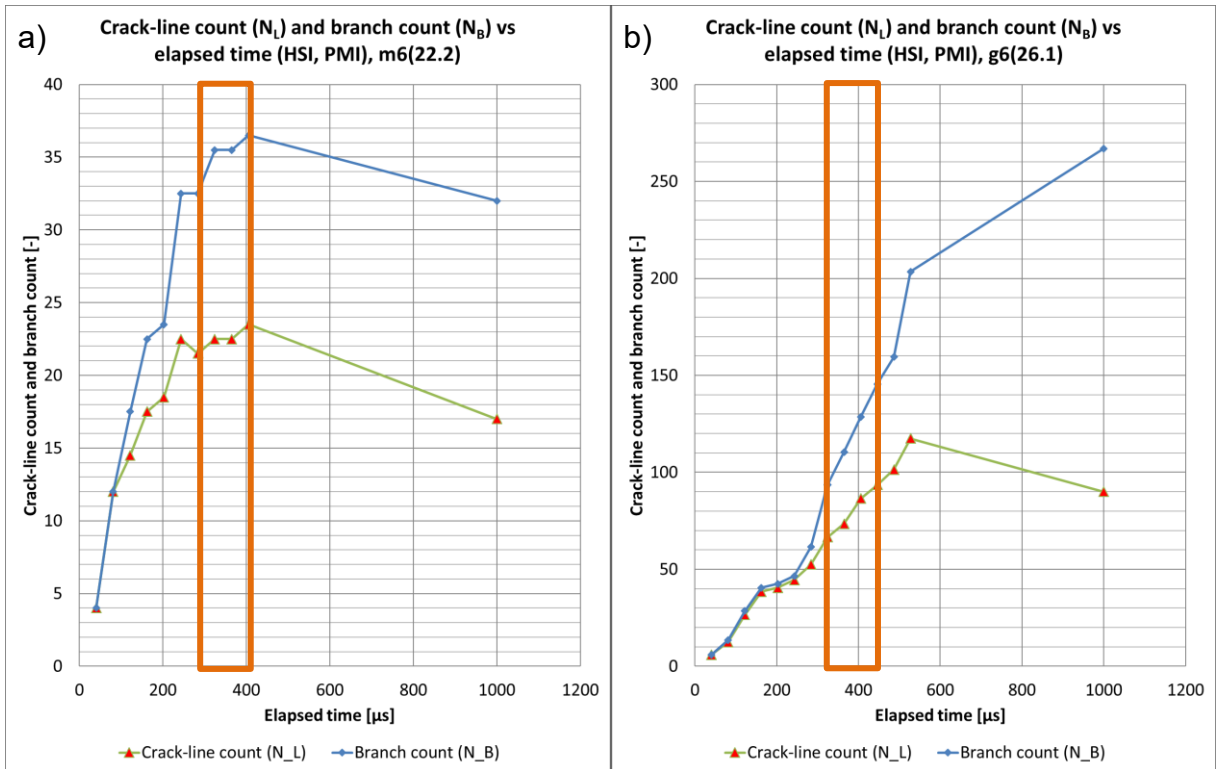 a)
Crack-line count (N_L) and branch count (N_B) vs
elapsed time (HSI, PMI), m6(22.2)
40
35
30
25
20
15
10
5
0
Crack-line count and branch count [-]
0 200 400 600 800 1000 1200
Elapsed time [µs]
Crack-line count (N_L) Branch count (N_B)
b)
Crack-line count (N_L) and branch count (N_B) vs
elapsed time (HSI, PMI), g6(26.1)
300
250
200
150
100
50
0
Crack-line count and branch count [-]
0 200 400 600 800 1000 1200
Elapsed time [µs]
Crack-line count (N_L) Branch count (N_B)